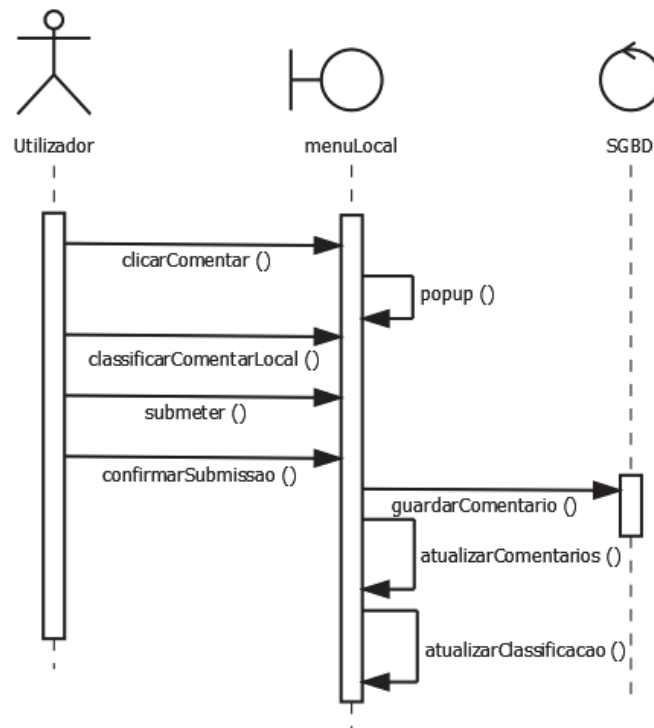 Utilizador
menuLocal
SGBD
clicarComentar ()
popup ()
classificarComentarLocal ()
submeter ()
confirmarSubmissao ()
guardarComentario ()
atualizarComentarios ()
atualizarClassificacao ()